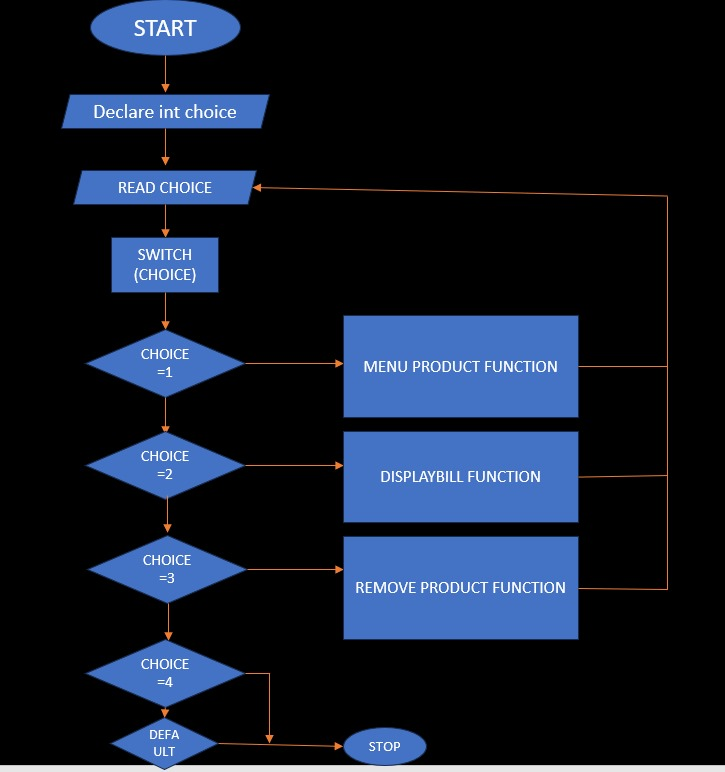 START
Declare int choice
READ CHOICE
SWITCH
(CHOICE)
CHOICE
=1
MENU PRODUCT FUNCTION
CHOICE
=2
DISPLAYBILL FUNCTION
CHOICE
=3
REMOVE PRODUCT FUNCTION
CHOICE
=4
DEFA
ULT
STOP